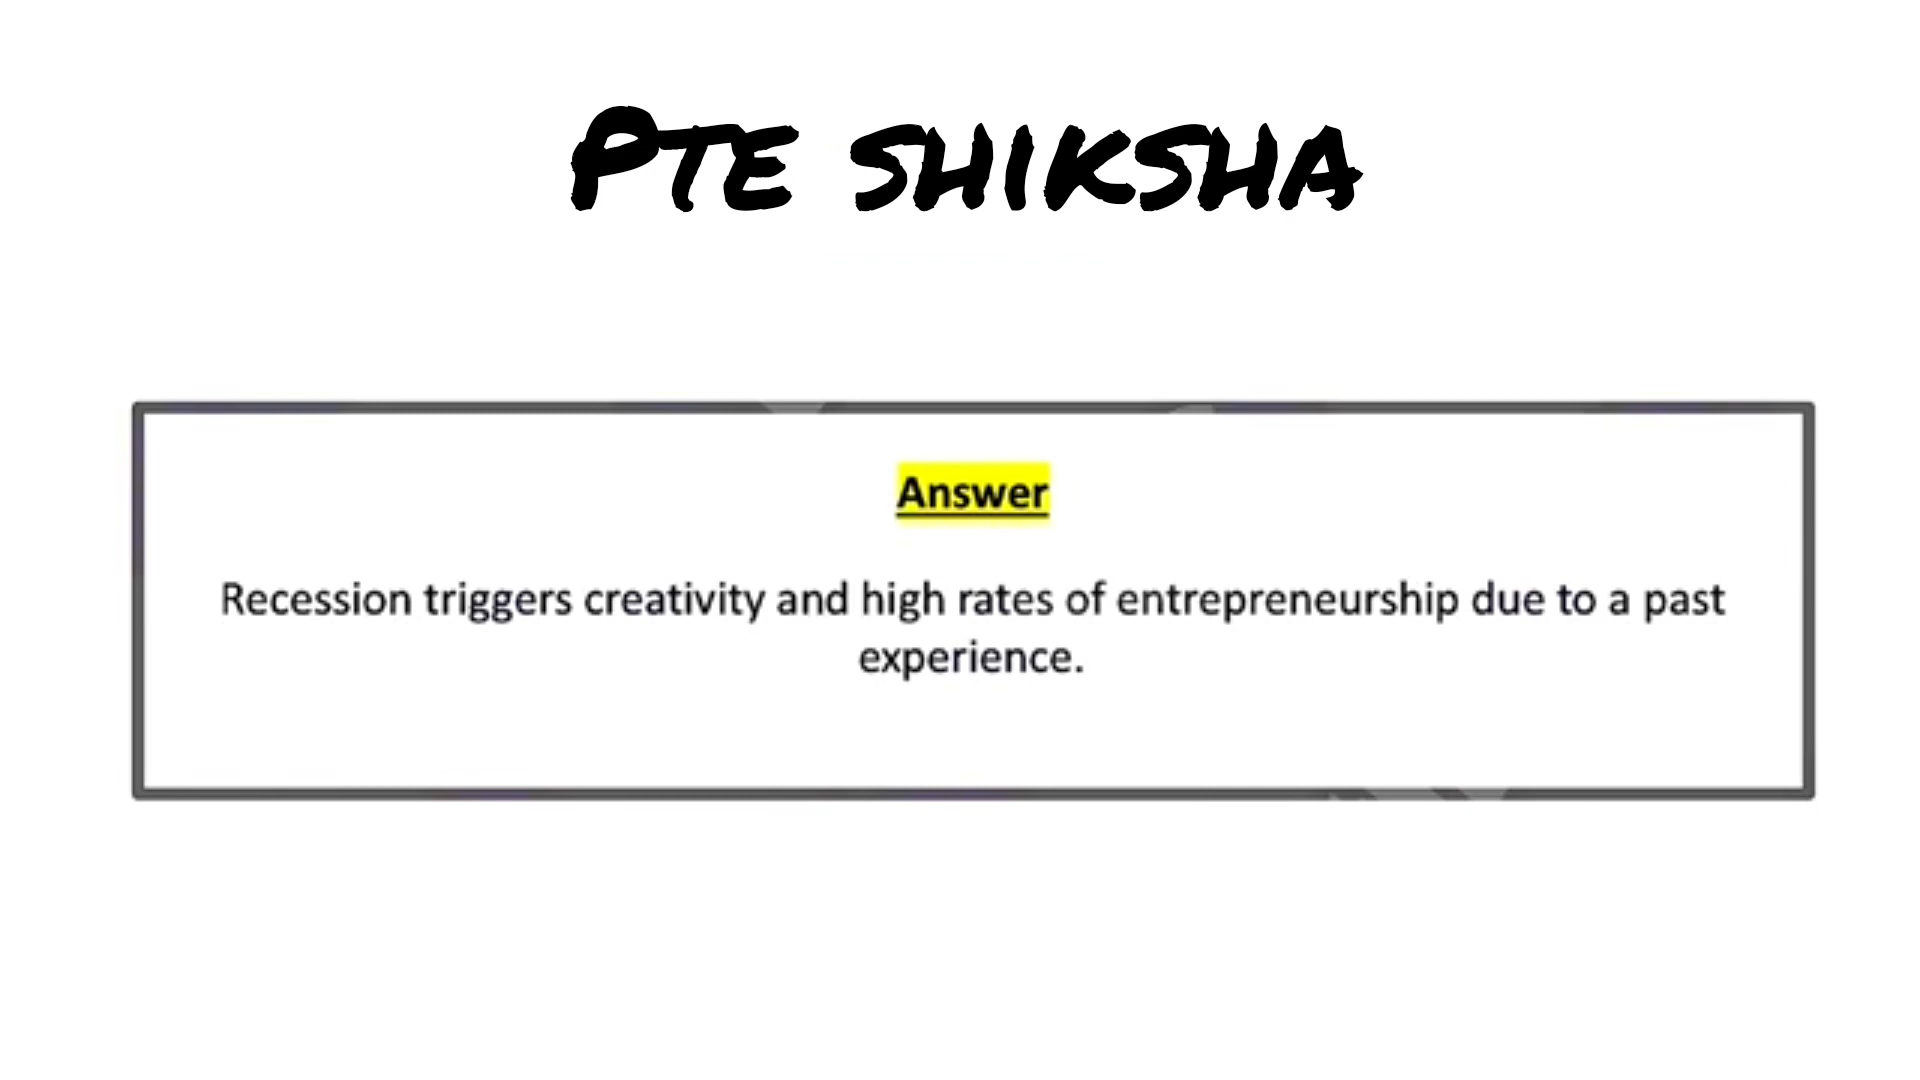 Pte shiksha
Answer
Recession triggers creativity and high rates of entrepreneurship due to a past
experience.